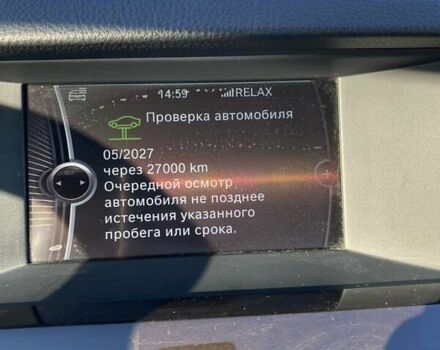 14:59 RELAX
Проверка автомобиля
05/2027
через 27000 km
Очередной осмотр
автомобиля не позднее
истечения указанного
пробега или срока.